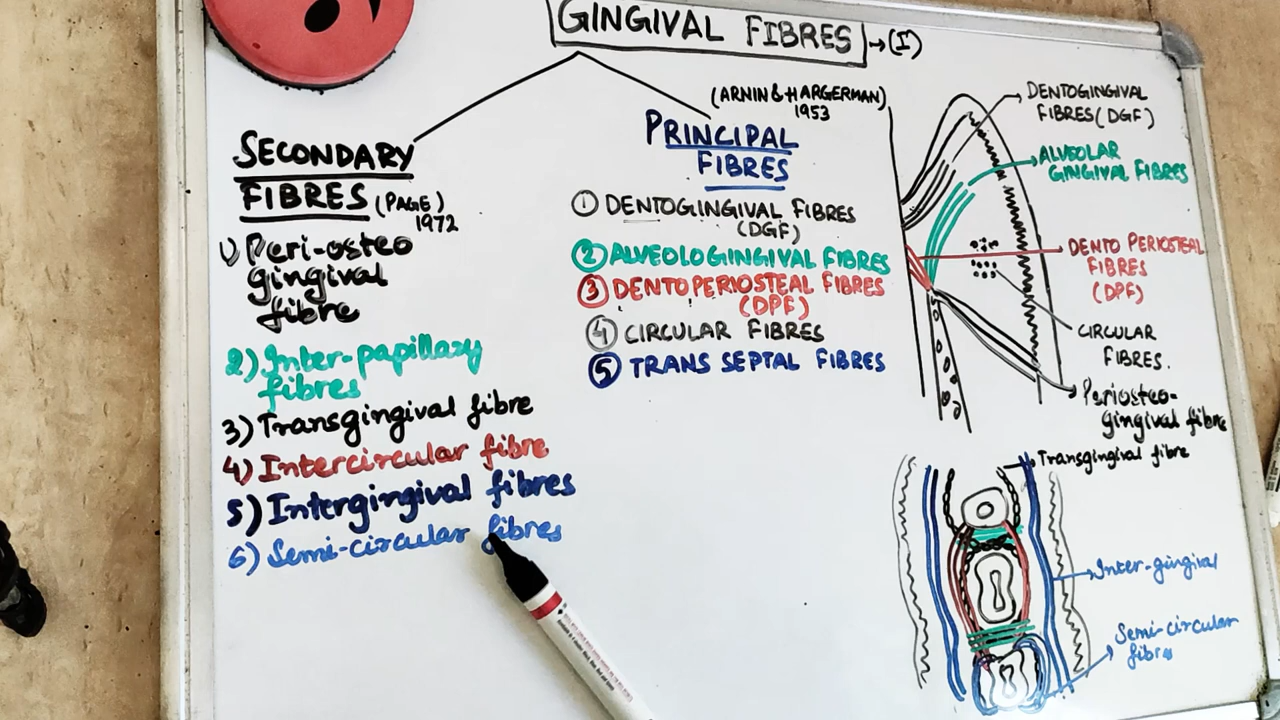 GINGIVAL FIBRES → (I)
SECONDARY
FIBRES (PAGE)
1972
1) Peri-osteo
gingival
fibre
2) Inter-papillary
fibres
3) Transgingival fibre
4) Intercircular fibre
5) Intergingival fibres
6) Semi-circular fibres
(ARNIN & HARGERMAN)
1953
PRINCIPAL
FIBRES
① DENTOGINGIVAL FIBRES
(DGF)
② ALVEOLOGINGIVAL FIBRES
③ DENTOPERIOSTEAL FIBRES
(DPF)
④ CIRCULAR FIBRES
⑤ TRANS SEPTAL FIBRES
DENTOGINGIVAL
FIBRES (DGF)
ALVEOLAR
GINGIVAL FIBRES
DENTO PERIOSTEAL
FIBRES
(DPF)
CIRCULAR
FIBRES.
Periosteo-
gingival fibre
Transgingival fibre
Inter-gingival
Semi-circular
fibre